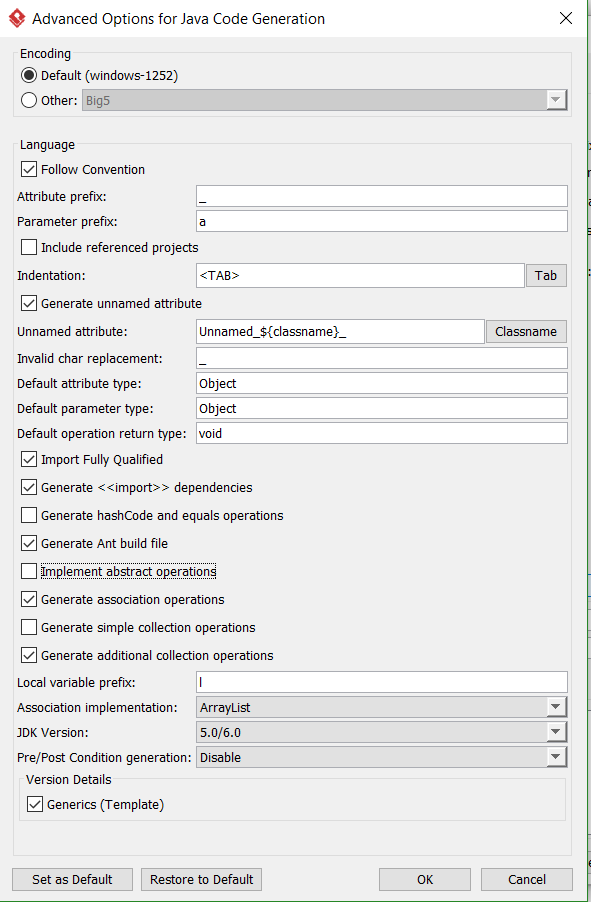 Advanced Options for Java Code Generation
Encoding
Default (windows-1252)
Other: Big5
Language
Follow Convention
Attribute prefix: _
Parameter prefix: a
Include referenced projects
Indentation: <TAB> Tab
Generate unnamed attribute
Unnamed attribute: Unnamed_${classname}_ Classname
Invalid char replacement: _
Default attribute type: Object
Default parameter type: Object
Default operation return type: void
Import Fully Qualified
Generate <<import>> dependencies
Generate hashCode and equals operations
Generate Ant build file
Implement abstract operations
Generate association operations
Generate simple collection operations
Generate additional collection operations
Local variable prefix: l
Association implementation: ArrayList
JDK Version: 5.0/6.0
Pre/Post Condition generation: Disable
Version Details
Generics (Template)
Set as Default Restore to Default OK Cancel